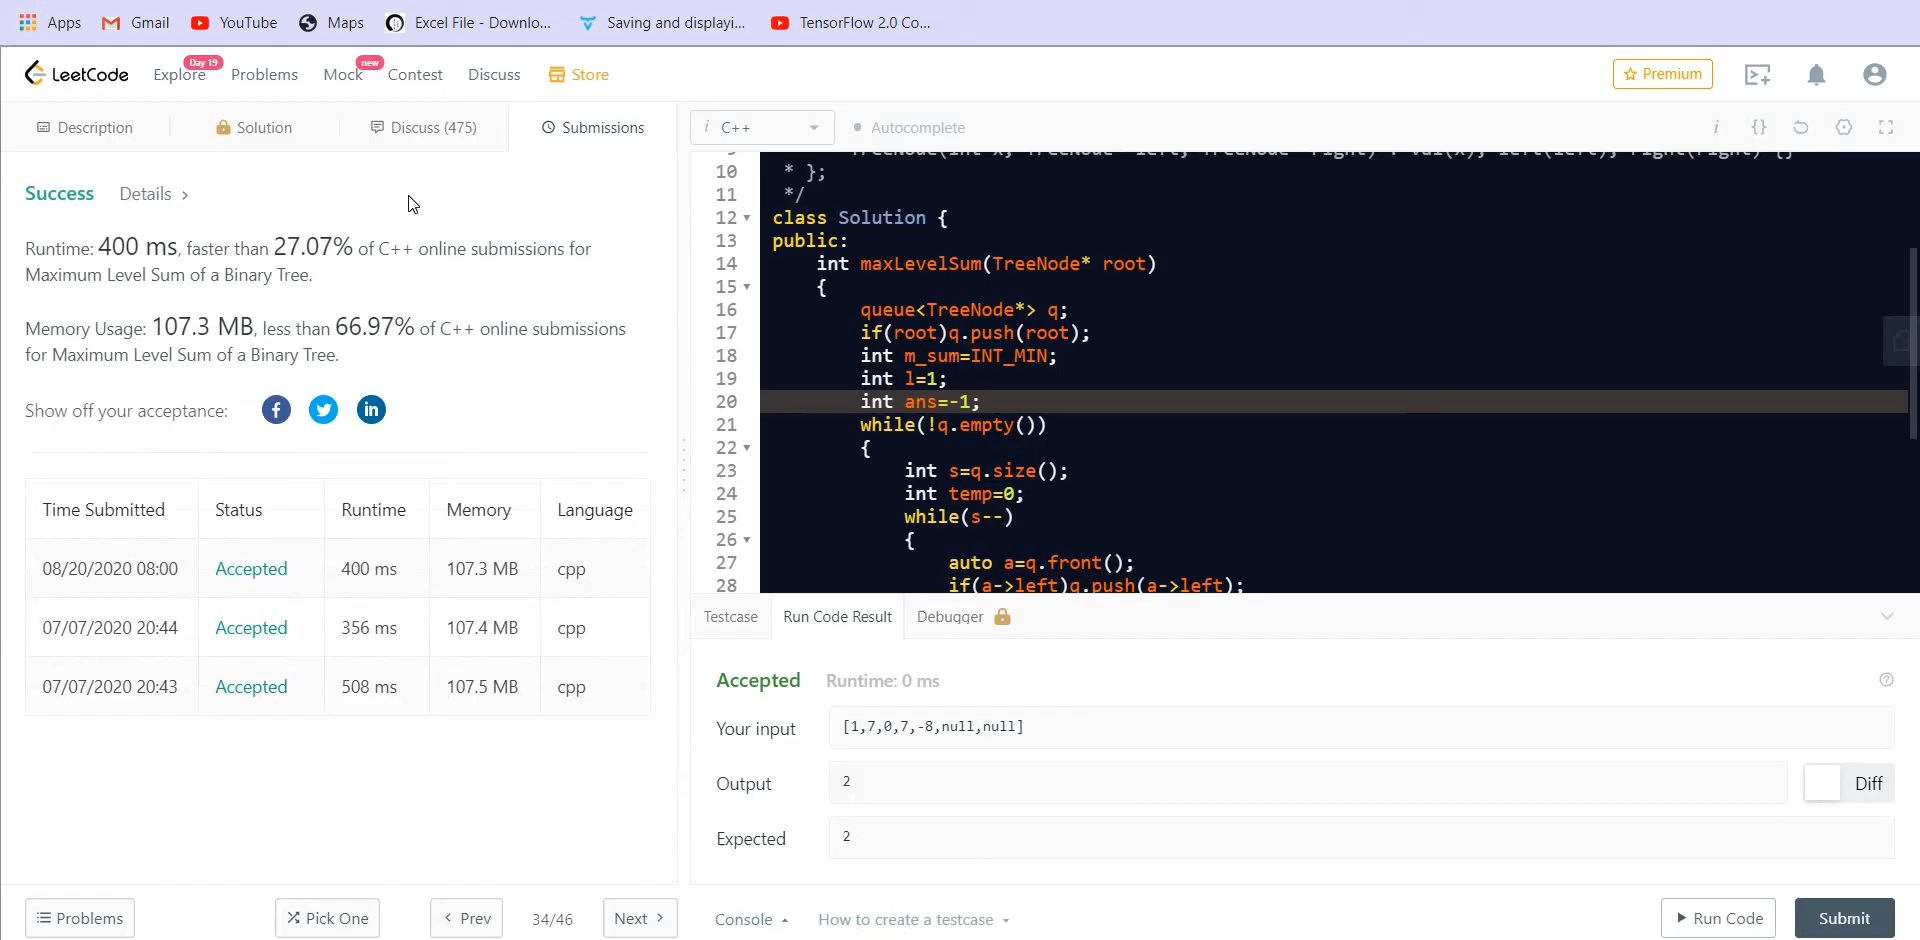 Apps Gmail YouTube Maps Excel File - Downlo... Saving and displayi... TensorFlow 2.0 Co...
LeetCode Explore Day 19 Problems Mock new Contest Discuss Store Premium
Description Solution Discuss (475) Submissions
i C++ Autocomplete
Success Details >
Runtime: 400 ms, faster than 27.07% of C++ online submissions for
Maximum Level Sum of a Binary Tree.
Memory Usage: 107.3 MB, less than 66.97% of C++ online submissions
for Maximum Level Sum of a Binary Tree.
Show off your acceptance:
Time Submitted Status Runtime Memory Language
08/20/2020 08:00 Accepted 400 ms 107.3 MB cpp
07/07/2020 20:44 Accepted 356 ms 107.4 MB cpp
07/07/2020 20:43 Accepted 508 ms 107.5 MB cpp
10 * };
11 */
12 class Solution {
13 public:
14 int maxLevelSum(TreeNode* root)
15 {
16 queue<TreeNode*> q;
17 if(root)q.push(root);
18 int m_sum=INT_MIN;
19 int l=1;
20 int ans=-1;
21 while(!q.empty())
22 {
23 int s=q.size();
24 int temp=0;
25 while(s--)
26 {
27 auto a=q.front();
28 if(a->left)q.push(a->left);
Testcase Run Code Result Debugger
Accepted Runtime: 0 ms
Your input [1,7,0,7,-8,null,null]
Output 2 Diff
Expected 2
Problems Pick One < Prev 34/46 Next >
Console How to create a testcase Run Code Submit